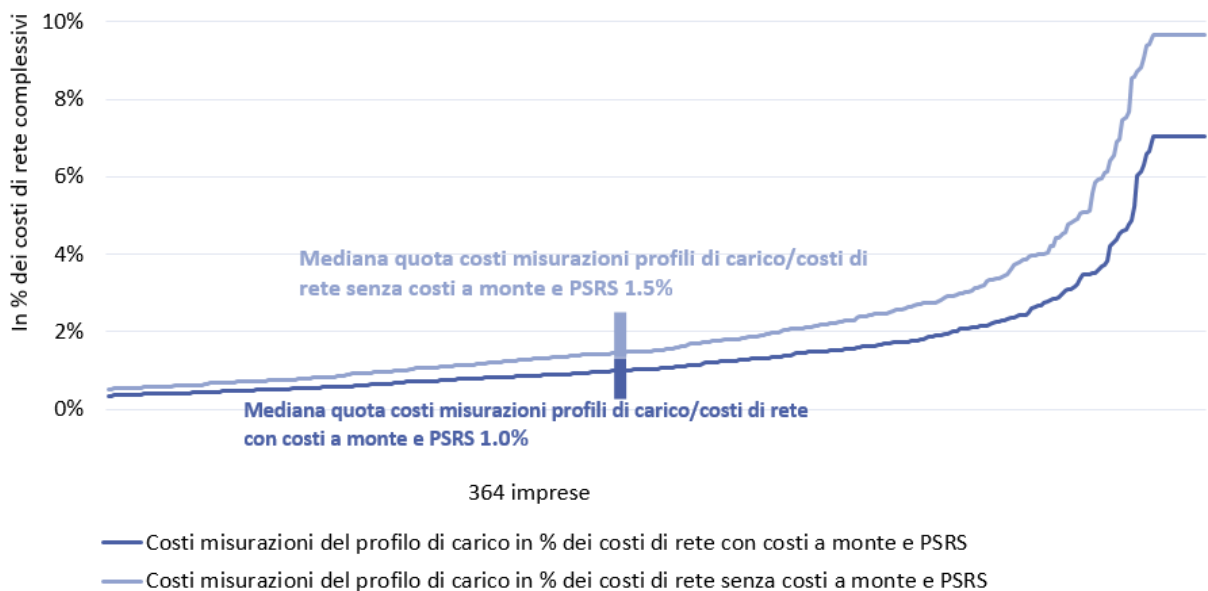 In % dei costi di rete complessivi
10%
8%
6%
4%
2%
0%
Mediana quota costi misurazioni profili di carico/costi di
rete senza costi a monte e PSRS 1.5%
Mediana quota costi misurazioni profili di carico/costi di rete
con costi a monte e PSRS 1.0%
364 imprese
Costi misurazioni del profilo di carico in % dei costi di rete con costi a monte e PSRS
Costi misurazioni del profilo di carico in % dei costi di rete senza costi a monte e PSRS